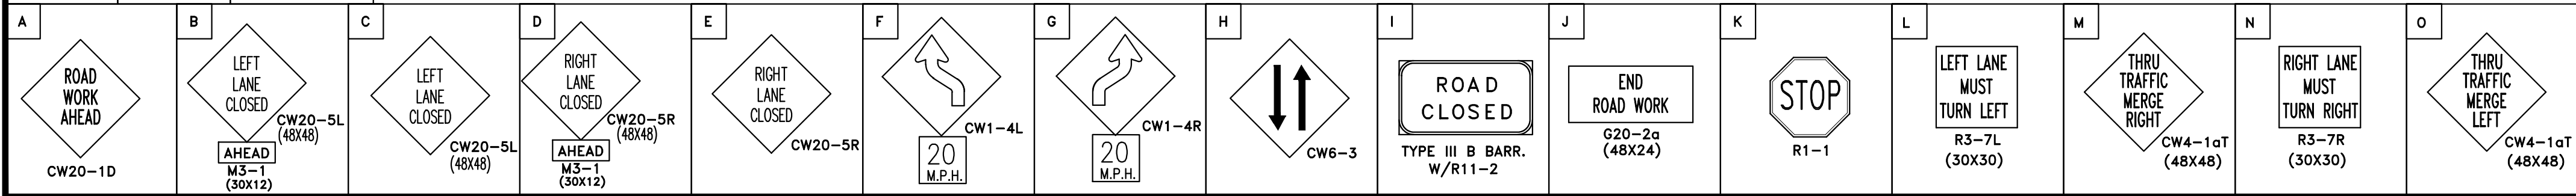 A
ROAD
WORK
AHEAD
CW20-1D
B
LEFT
LANE
CLOSED
CW20-5L
(48X48)
AHEAD
M3-1
(30X12)
C
LEFT
LANE
CLOSED
CW20-5L
(48X48)
D
RIGHT
LANE
CLOSED
CW20-5R
(48X48)
AHEAD
M3-1
(30X12)
E
RIGHT
LANE
CLOSED
CW20-5R
F
CW1-4L
20
M.P.H.
G
CW1-4R
20
M.P.H.
H
CW6-3
I
ROAD
CLOSED
TYPE III B BARR.
W/R11-2
J
END
ROAD WORK
G20-2a
(48X24)
K
STOP
R1-1
L
LEFT LANE
MUST
TURN LEFT
R3-7L
(30X30)
M
THRU
TRAFFIC
MERGE
RIGHT
CW4-1aT
(48X48)
N
RIGHT LANE
MUST
TURN RIGHT
R3-7R
(30X30)
O
THRU
TRAFFIC
MERGE
LEFT
CW4-1aT
(48X48)